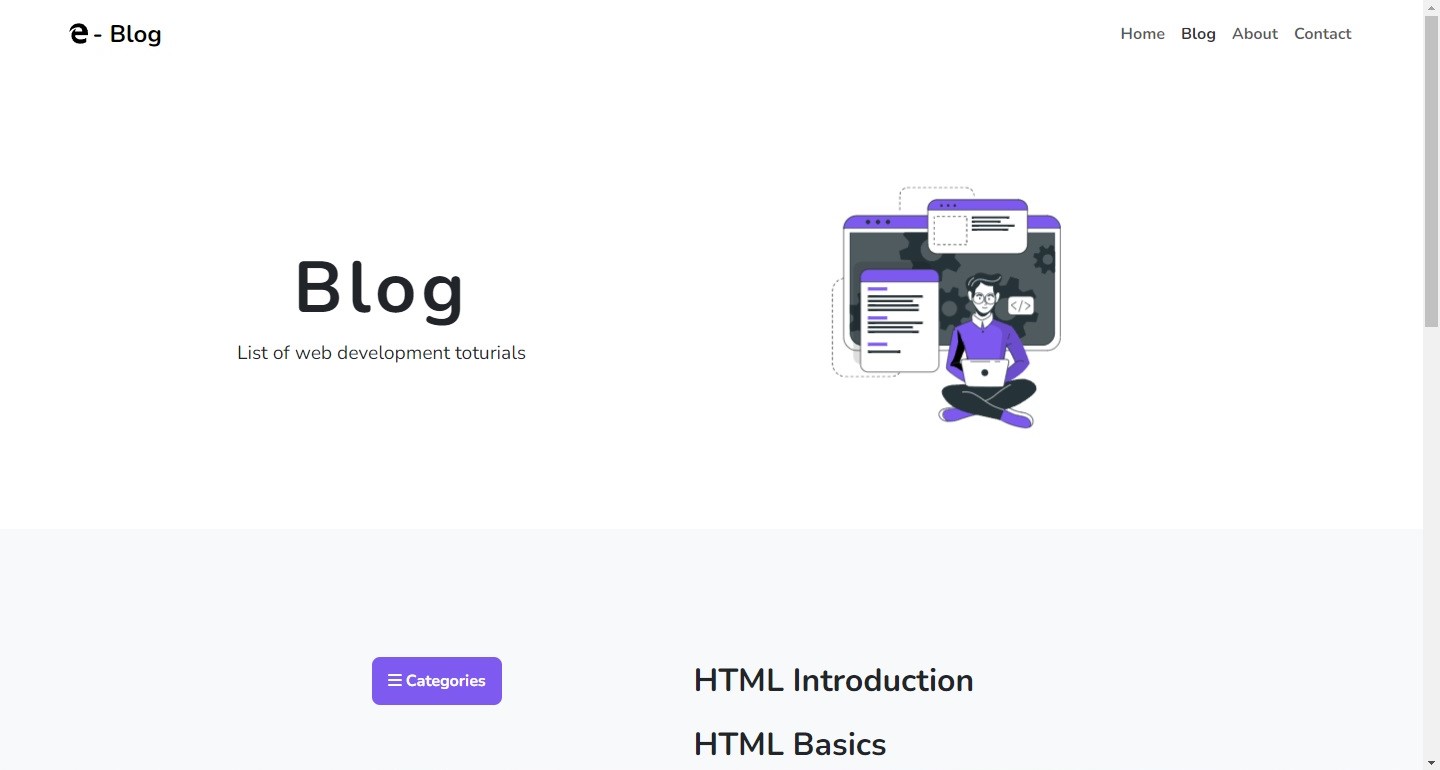 e - Blog
Home Blog About Contact
Blog
List of web development toturials
</>
Categories
HTML Introduction
HTML Basics